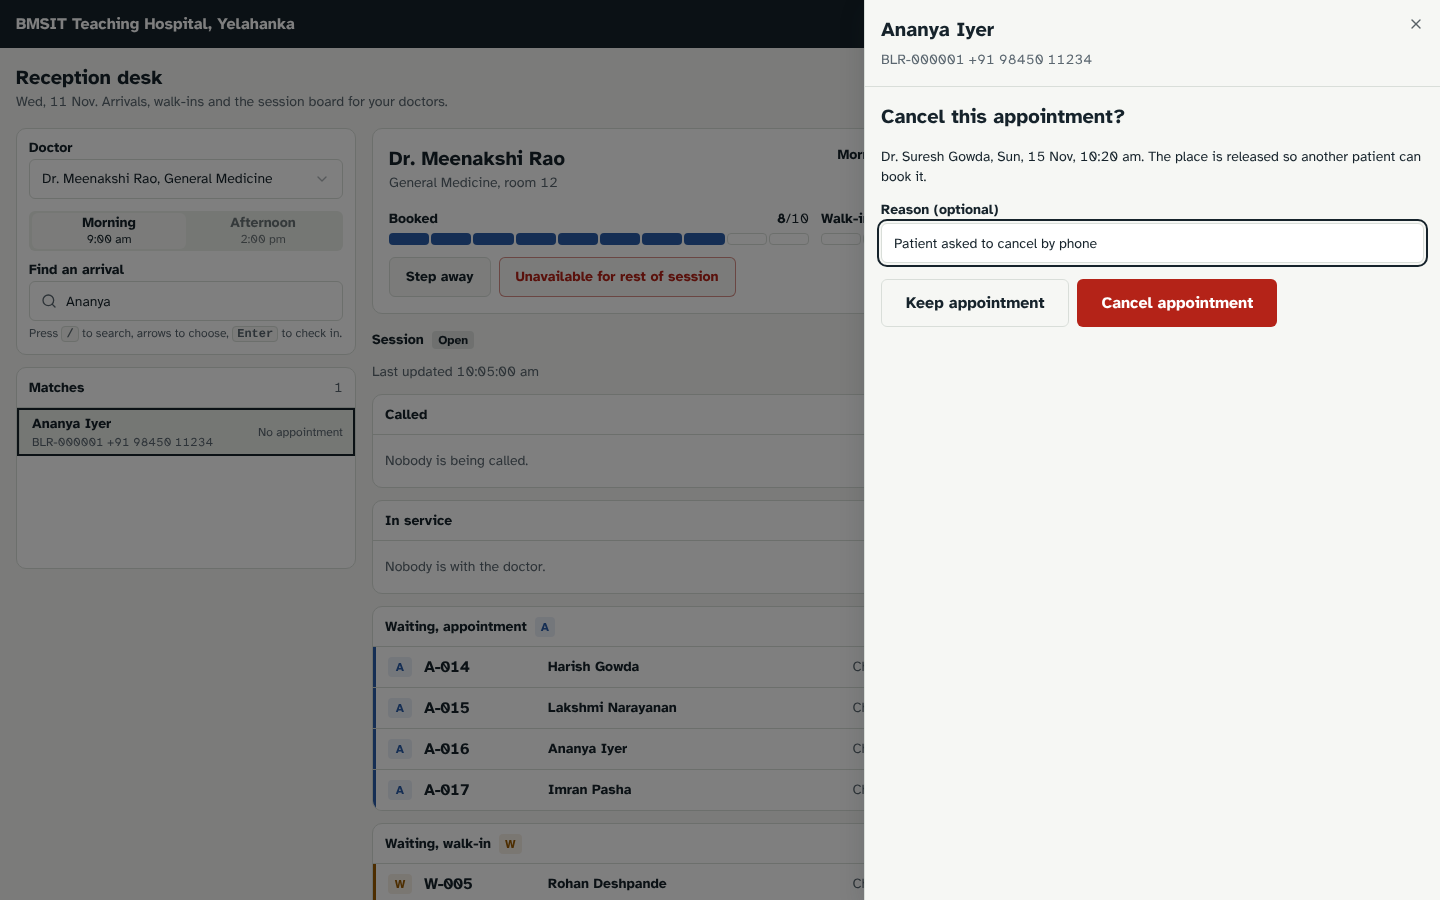 BMSIT Teaching Hospital, Yelahanka
Reception desk
Wed, 11 Nov. Arrivals, walk-ins and the session board for your doctors.
Doctor
Dr. Meenakshi Rao, General Medicine
Morning
9:00 am
Afternoon
2:00 pm
Find an arrival
Ananya
Press / to search, arrows to choose, Enter to check in.
Matches 1
Ananya Iyer
BLR-000001 +91 98450 11234
No appointment
Dr. Meenakshi Rao
General Medicine, room 12
Booked 8/10
Step away
Unavailable for rest of session
Session Open
Last updated 10:05:00 am
Called
Nobody is being called.
In service
Nobody is with the doctor.
Waiting, appointment A
A A-014 Harish Gowda
A A-015 Lakshmi Narayanan
A A-016 Ananya Iyer
A A-017 Imran Pasha
Waiting, walk-in W
W W-005 Rohan Deshpande
Ananya Iyer
BLR-000001 +91 98450 11234
Cancel this appointment?
Dr. Suresh Gowda, Sun, 15 Nov, 10:20 am. The place is released so another patient can
book it.
Reason (optional)
Patient asked to cancel by phone
Keep appointment
Cancel appointment